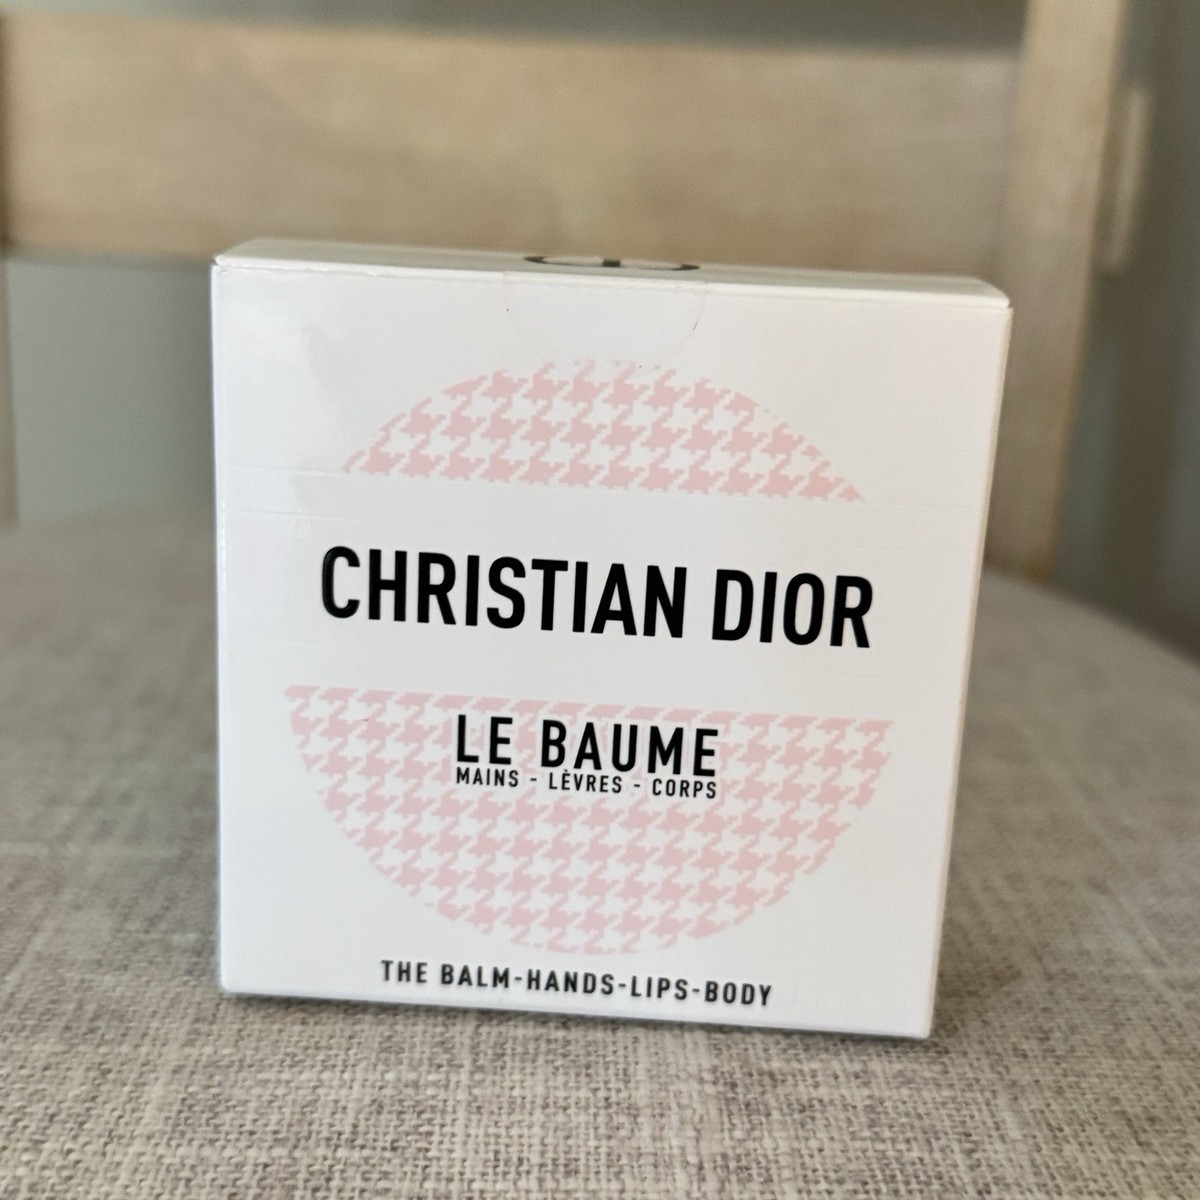 CHRISTIAN DIOR
LE BAUME
MAINS - LÈVRES - CORPS
THE BALM-HANDS-LIPS-BODY